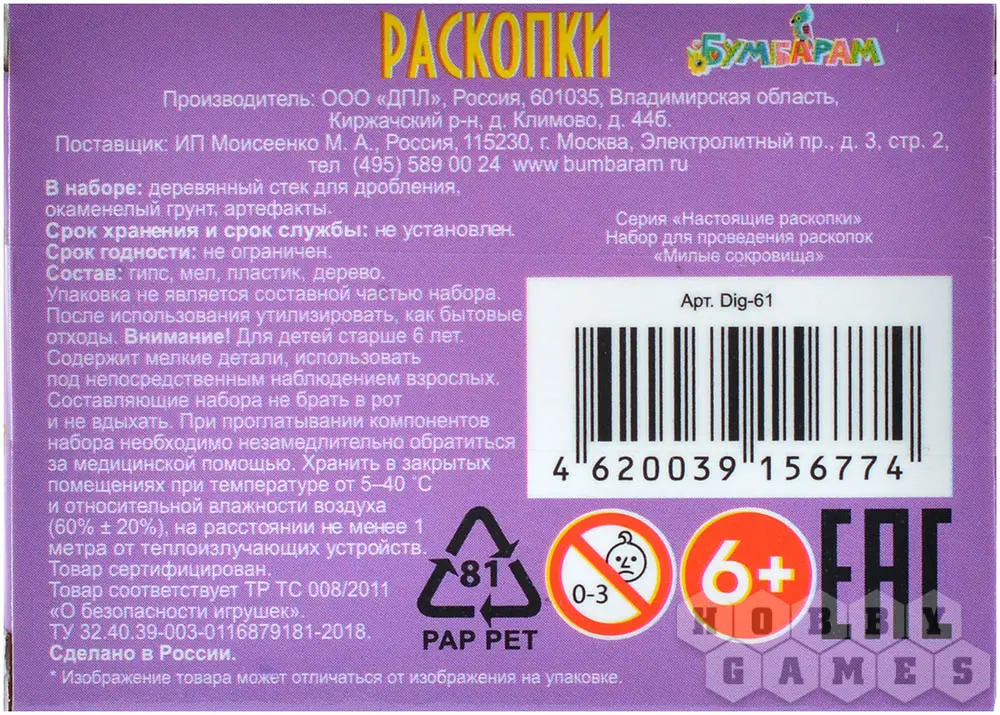 РАСКОПКИ
БУМБАРАМ
Производитель: ООО «ДПЛ», Россия, 601035, Владимирская область,
Киржачский р-н, д. Климово, д. 44б.
Поставщик: ИП Моисеенко М. А., Россия, 115230, г. Москва, Электролитный пр., д. 3, стр. 2,
тел (495) 589 00 24 www.bumbaram.ru
В наборе: деревянный стек для дробления,
окаменелый грунт, артефакты.
Срок хранения и срок службы: не установлен.
Срок годности: не ограничен.
Состав: гипс, мел, пластик, дерево.
Упаковка не является составной частью набора.
После использования утилизировать, как бытовые
отходы. Внимание! Для детей старше 6 лет.
Содержит мелкие детали, использовать
под непосредственным наблюдением взрослых.
Составляющие набора не брать в рот
и не вдыхать. При проглатывании компонентов
набора необходимо незамедлительно обратиться
за медицинской помощью. Хранить в закрытых
помещениях при температуре от 5–40 °С
и относительной влажности воздуха
(60% ± 20%), на расстоянии не менее 1
метра от теплоизлучающих устройств.
Товар сертифицирован.
Товар соответствует ТР ТС 008/2011
«О безопасности игрушек».
ТУ 32.40.39-003-0116879181-2018.
Сделано в России.
* Изображение товара может отличаться от изображения на упаковке.
Серия «Настоящие раскопки»
Набор для проведения раскопок
«Милые сокровища»
Арт. Dig-61
4 620039 156774
81
PAP PET
0-3
6+
EAC
HOBBY
GAMES